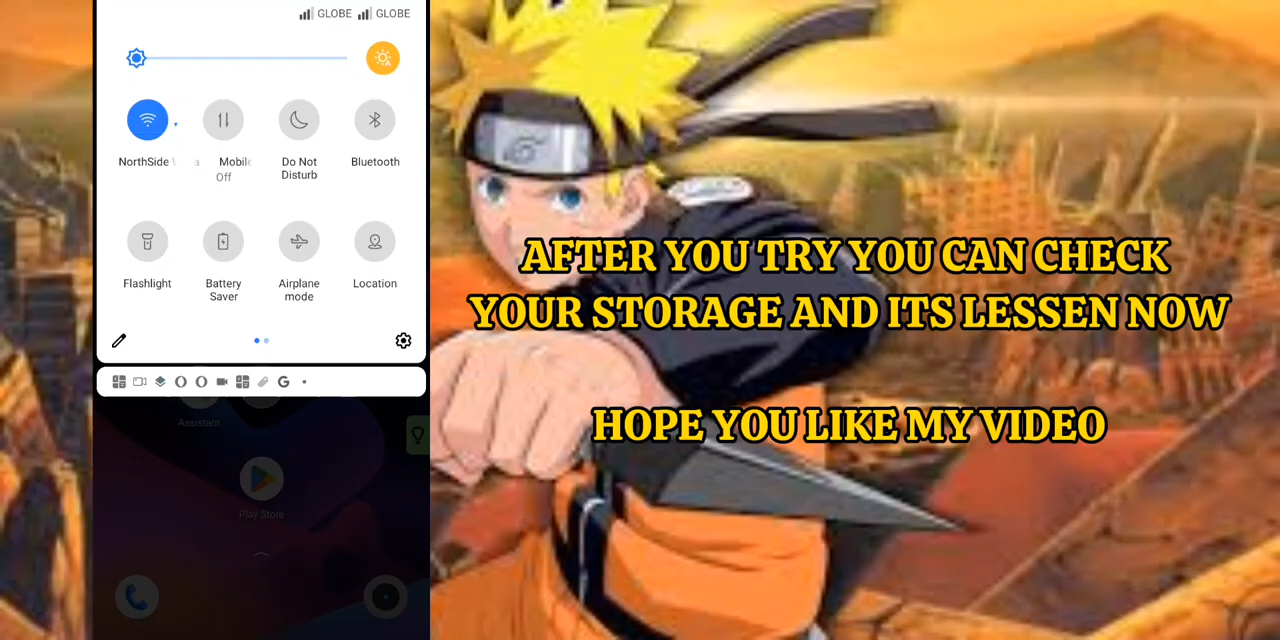 GLOBE GLOBE
NorthSide
Mobile
Off
Do Not
Disturb
Bluetooth
Flashlight
Battery
Saver
Airplane
mode
Location
Assistant
Play Store
AFTER YOU TRY YOU CAN CHECK
YOUR STORAGE AND ITS LESSEN NOW
HOPE YOU LIKE MY VIDEO